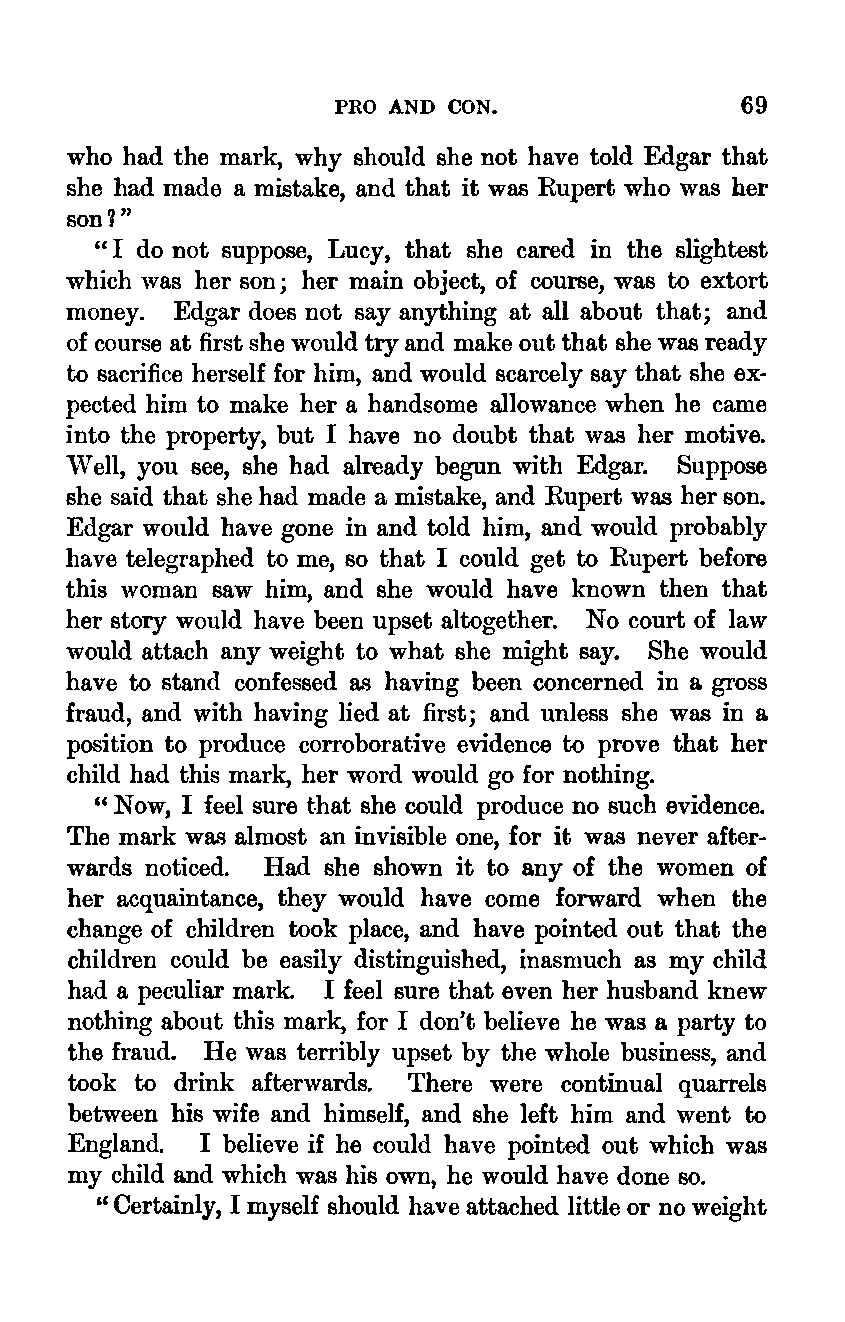 PRO AND CON. 69
who had the mark, why should she not have told Edgar that
she had made a mistake, and that it was Rupert who was her
son?"
"I do not suppose, Lucy, that she cared in the slightest
which was her son; her main object, of course, was to extort
money. Edgar does not say anything at all about that; and
of course at first she would try and make out that she was ready
to sacrifice herself for him, and would scarcely say that she ex-
pected him to make her a handsome allowance when he came
into the property, but I have no doubt that was her motive.
Well, you see, she had already begun with Edgar. Suppose
she said that she had made a mistake, and Rupert was her son.
Edgar would have gone in and told him, and would probably
have telegraphed to me, so that I could get to Rupert before
this woman saw him, and she would have known then that
her story would have been upset altogether. No court of law
would attach any weight to what she might say. She would
have to stand confessed as having been concerned in a gross
fraud, and with having lied at first; and unless she was in a
position to produce corroborative evidence to prove that her
child had this mark, her word would go for nothing.
"Now, I feel sure that she could produce no such evidence.
The mark was almost an invisible one, for it was never after-
wards noticed. Had she shown it to any of the women of
her acquaintance, they would have come forward when the
change of children took place, and have pointed out that the
children could be easily distinguished, inasmuch as my child
had a peculiar mark. I feel sure that even her husband knew
nothing about this mark, for I don't believe he was a party to
the fraud. He was terribly upset by the whole business, and
took to drink afterwards. There were continual quarrels
between his wife and himself, and she left him and went to
England. I believe if he could have pointed out which was
my child and which was his own, he would have done so.
"Certainly, I myself should have attached little or no weight